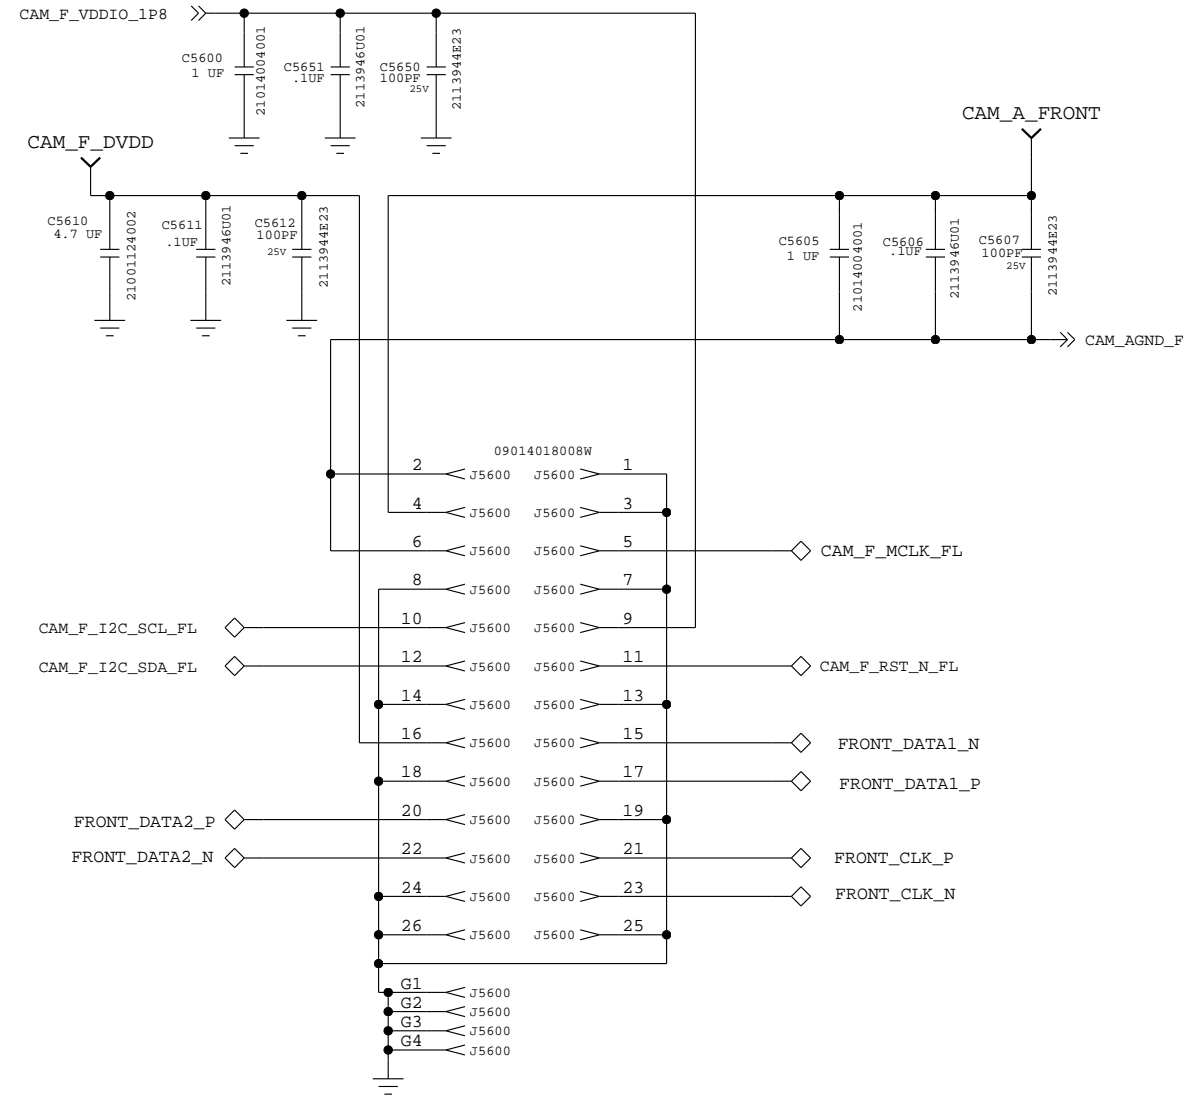 CAM_F_VDDIO_1P8
C5600
1 UF
21014004001
C5651
.1UF
2113946U01
C5650
100PF
25V
2113944E23
CAM_F_DVDD
CAM_A_FRONT
C5610
4.7 UF
21001124002
C5611
.1UF
2113946U01
C5612
100PF
25V
2113944E23
C5605
1 UF
21014004001
C5606
.1UF
2113946U01
C5607
100PF
25V
2113944E23
CAM_AGND_F
09014018008W
2 J5600 J5600 1
4 J5600 J5600 3
6 J5600 J5600 5 CAM_F_MCLK_FL
8 J5600 J5600 7
CAM_F_I2C_SCL_FL 10 J5600 J5600 9
CAM_F_I2C_SDA_FL 12 J5600 J5600 11 CAM_F_RST_N_FL
14 J5600 J5600 13
16 J5600 J5600 15 FRONT_DATA1_N
18 J5600 J5600 17 FRONT_DATA1_P
FRONT_DATA2_P 20 J5600 J5600 19
FRONT_DATA2_N 22 J5600 J5600 21 FRONT_CLK_P
24 J5600 J5600 23 FRONT_CLK_N
26 J5600 J5600 25
G1 J5600
G2 J5600
G3 J5600
G4 J5600